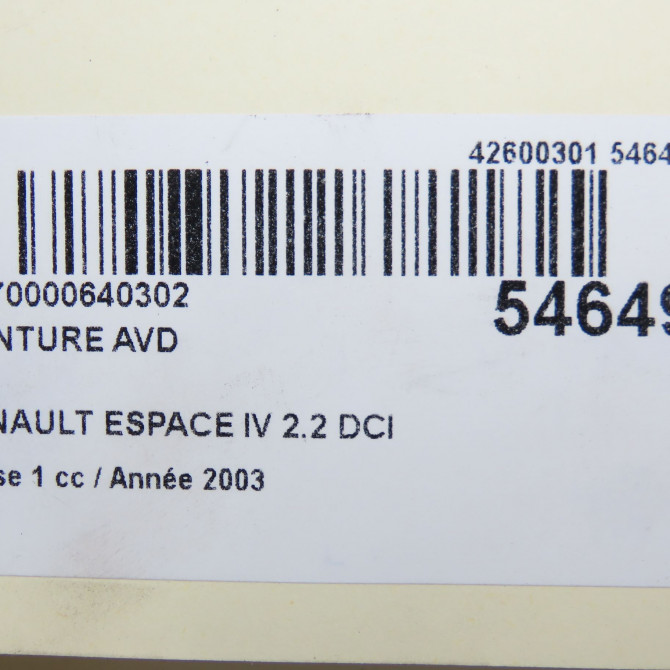 42600301 5464
70000640302
54649
NTURE AVD
NAULT ESPACE IV 2.2 DCI
se 1 cc / Année 2003